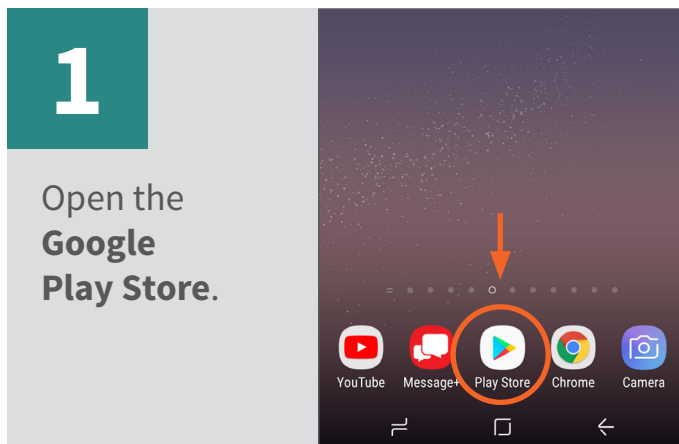 1
Open the
Google
Play Store.
YouTube
Message+
Play Store
Chrome
Camera